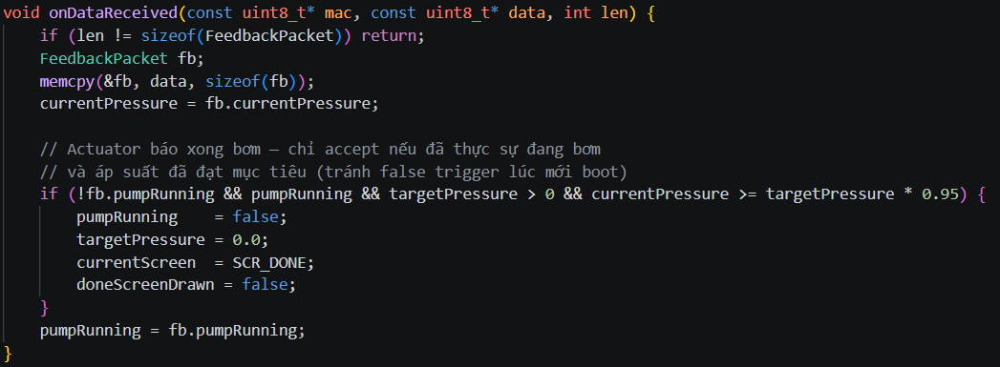 void onDataReceived(const uint8_t* mac, const uint8_t* data, int len) {
    if (len != sizeof(FeedbackPacket)) return;
    FeedbackPacket fb;
    memcpy(&fb, data, sizeof(fb));
    currentPressure = fb.currentPressure;

    // Actuator báo xong bơm — chỉ accept nếu đã thực sự đang bơm
    // và áp suất đã đạt mục tiêu (tránh false trigger lúc mới boot)
    if (!fb.pumpRunning && pumpRunning && targetPressure > 0 && currentPressure >= targetPressure * 0.95) {
        pumpRunning    = false;
        targetPressure = 0.0;
        currentScreen  = SCR_DONE;
        doneScreenDrawn = false;
    }
    pumpRunning = fb.pumpRunning;
}